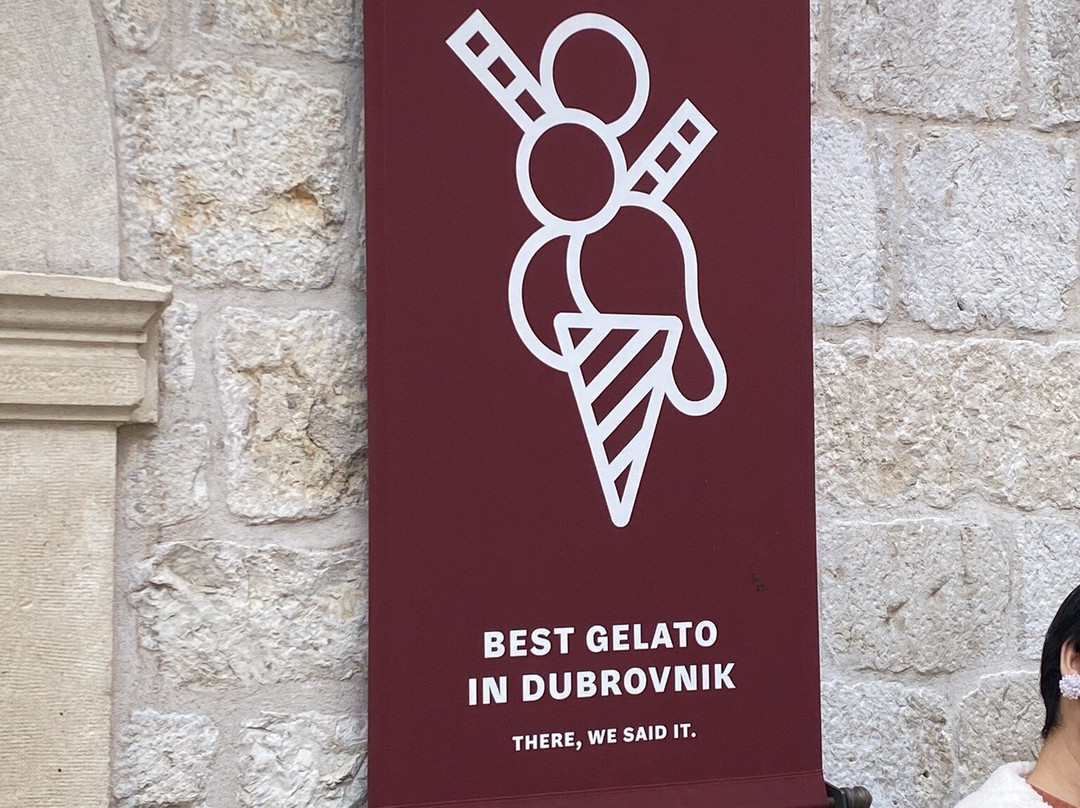 BEST GELATO
IN DUBROVNIK
THERE, WE SAID IT.